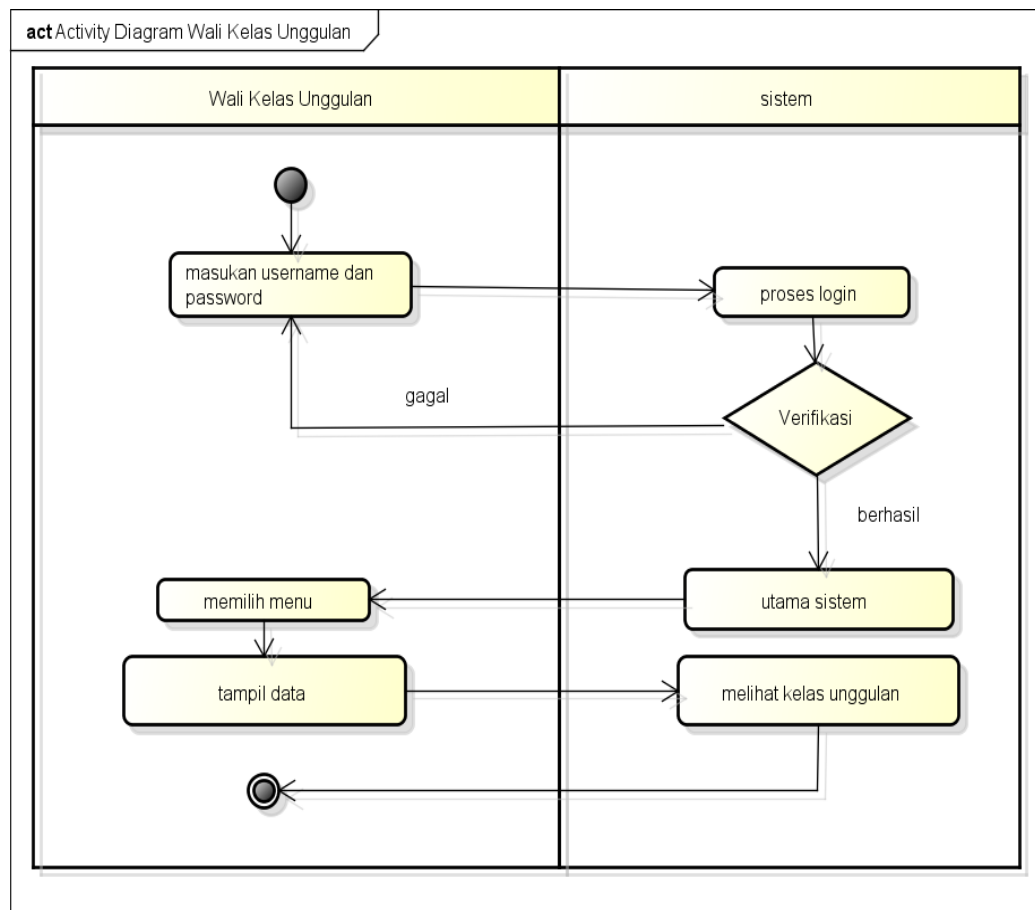 act Activity Diagram Wali Kelas Unggulan
Wali Kelas Unggulan
sistem
masukan username dan
password
proses login
gagal
Verifikasi
berhasil
memilih menu
utama sistem
tampil data
melihat kelas unggulan